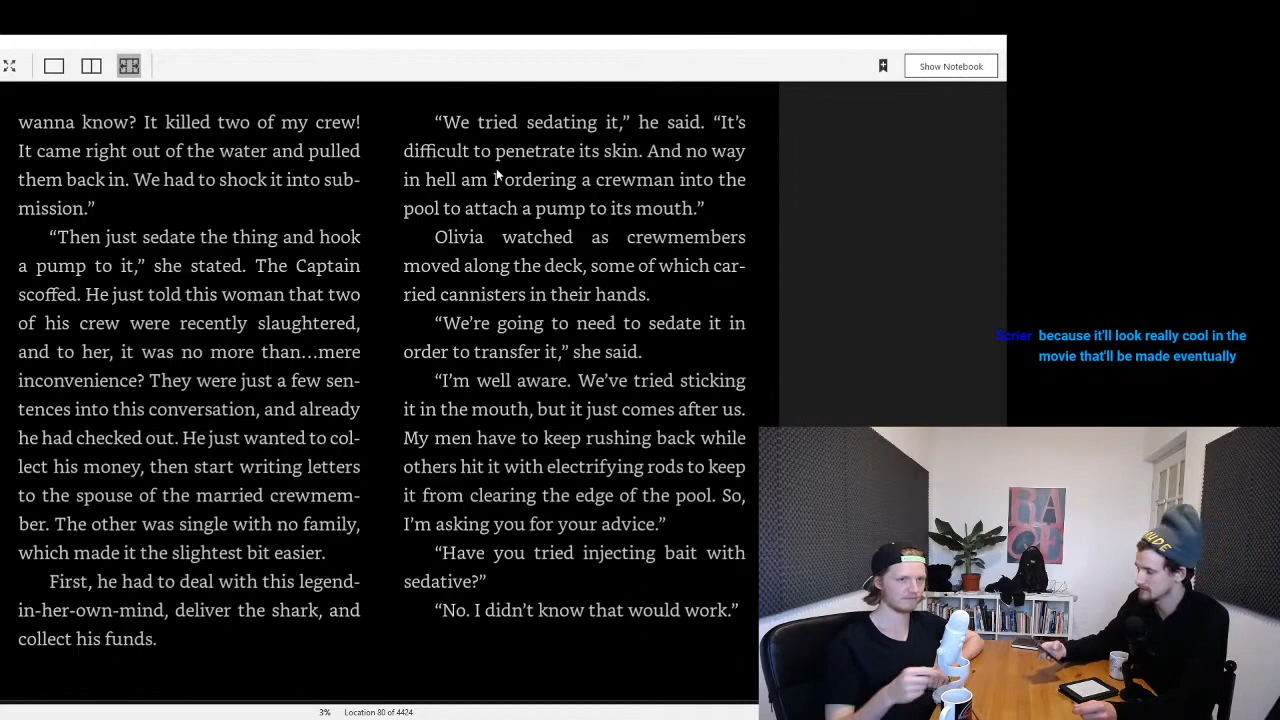 Show Notebook
wanna know? It killed two of my crew!
It came right out of the water and pulled
them back in. We had to shock it into sub-
mission.”
“Then just sedate the thing and hook
a pump to it,” she stated. The Captain
scoffed. He just told this woman that two
of his crew were recently slaughtered,
and to her, it was no more than…mere
inconvenience? They were just a few sen-
tences into this conversation, and already
he had checked out. He just wanted to col-
lect his money, then start writing letters
to the spouse of the married crewmem-
ber. The other was single with no family,
which made it the slightest bit easier.
First, he had to deal with this legend-
in-her-own-mind, deliver the shark, and
collect his funds.
“We tried sedating it,” he said. “It’s
difficult to penetrate its skin. And no way
in hell am I ordering a crewman into the
pool to attach a pump to its mouth.”
Olivia watched as crewmembers
moved along the deck, some of which car-
ried cannisters in their hands.
“We’re going to need to sedate it in
order to transfer it,” she said.
“I’m well aware. We’ve tried sticking
it in the mouth, but it just comes after us.
My men have to keep rushing back while
others hit it with electrifying rods to keep
it from clearing the edge of the pool. So,
I’m asking you for your advice.”
“Have you tried injecting bait with
sedative?”
“No. I didn’t know that would work.”
3% Location 80 of 4424
Scrier because it'll look really cool in the
movie that'll be made eventually
RA
GE